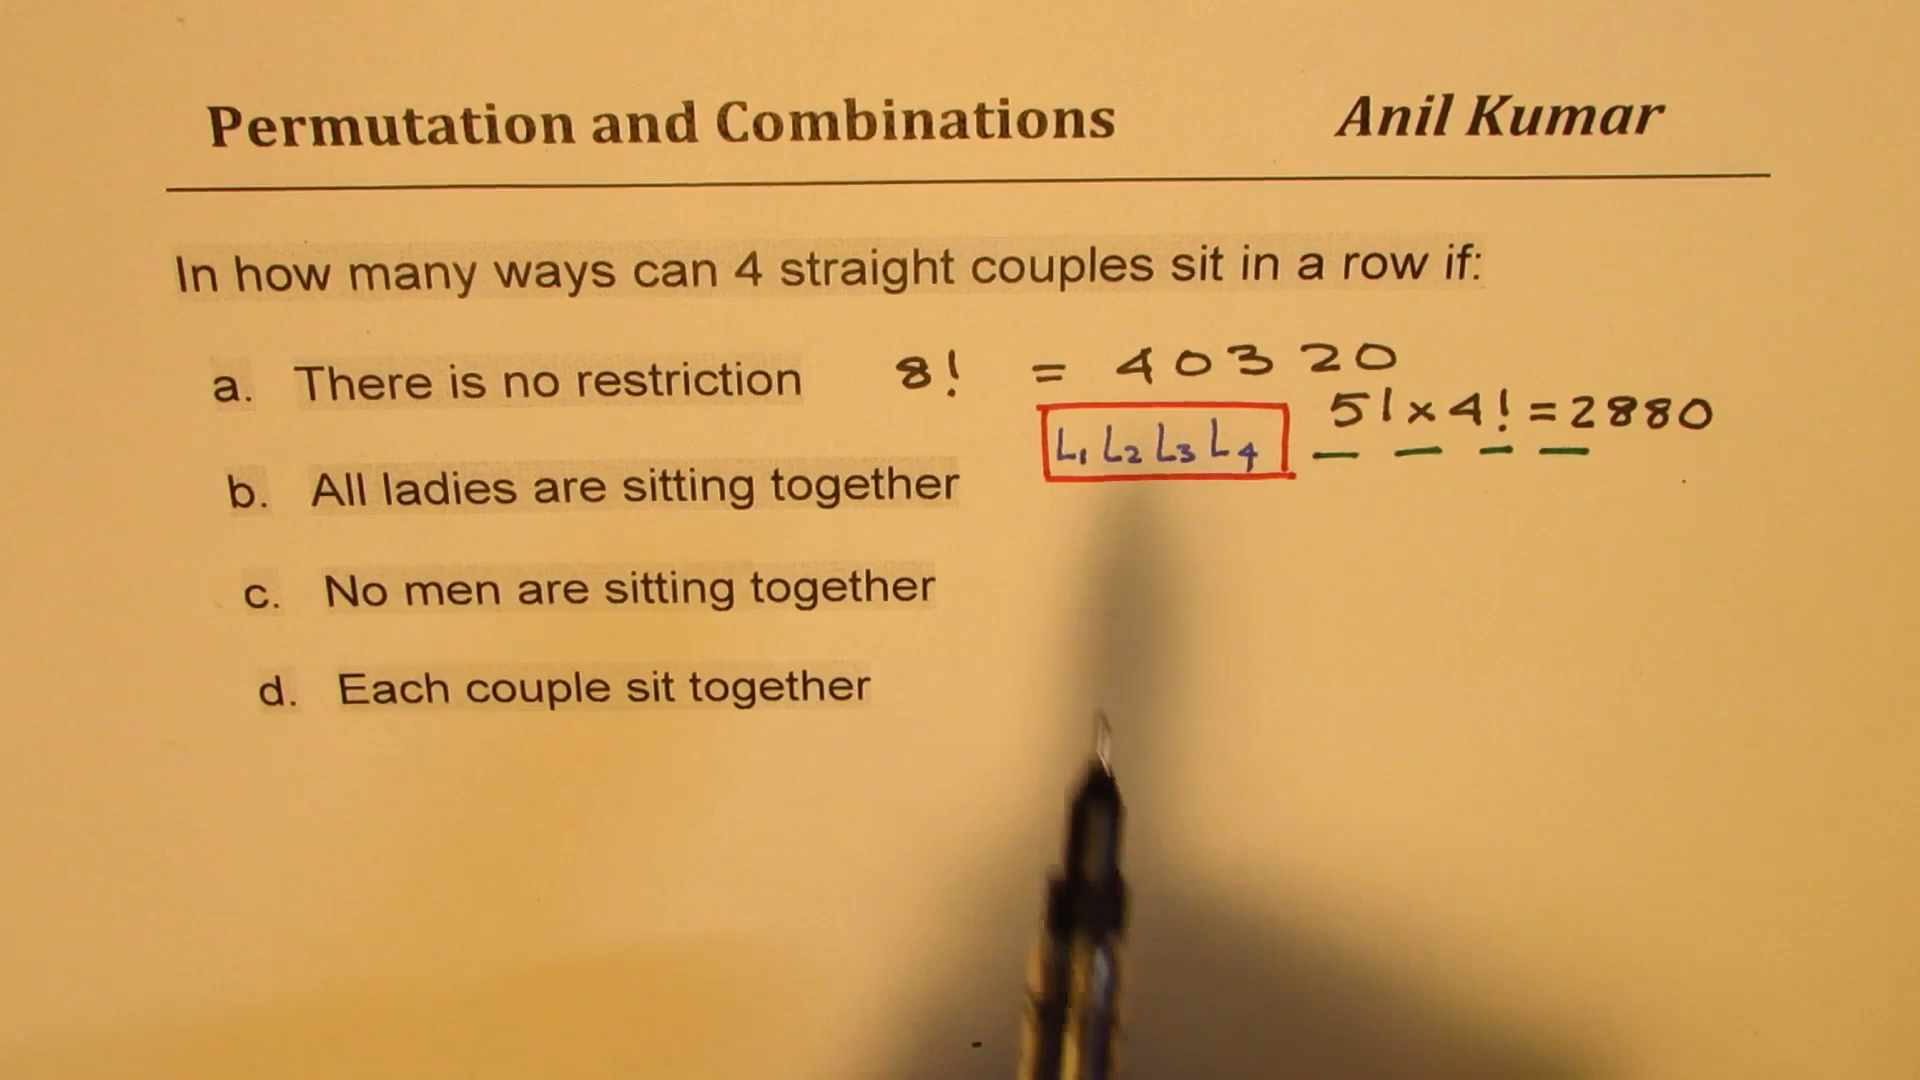 Permutation and Combinations Anil Kumar
In how many ways can 4 straight couples sit in a row if:
a. There is no restriction 8! = 40320
5! × 4! = 2880
L1 L2 L3 L4
b. All ladies are sitting together
c. No men are sitting together
d. Each couple sit together